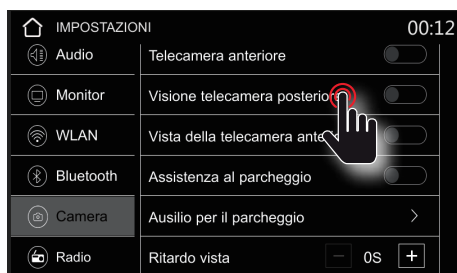 IMPOSTAZIONI 00:12
Audio Telecamera anteriore
Monitor Visione telecamera posteriore
WLAN Vista della telecamera
Bluetooth Assistenza al parcheggio
Camera Ausilio per il parcheggio
Radio Ritardo vista 0S